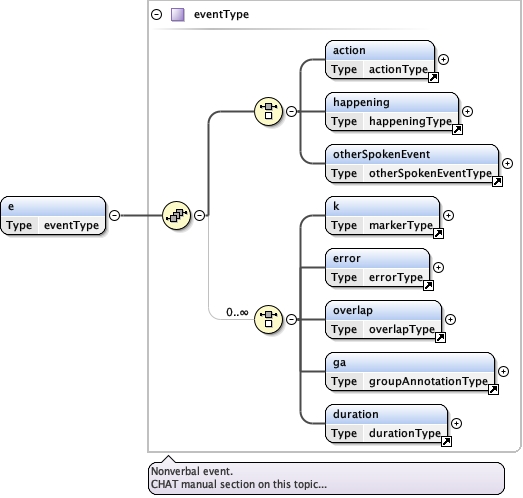 eventType
action
Type actionType
happening
Type happeningType
otherSpokenEvent
Type otherSpokenEventType
e
Type eventType
k
Type markerType
error
Type errorType
0..∞
overlap
Type overlapType
ga
Type groupAnnotationType
duration
Type durationType
Nonverbal event.
CHAT manual section on this topic...